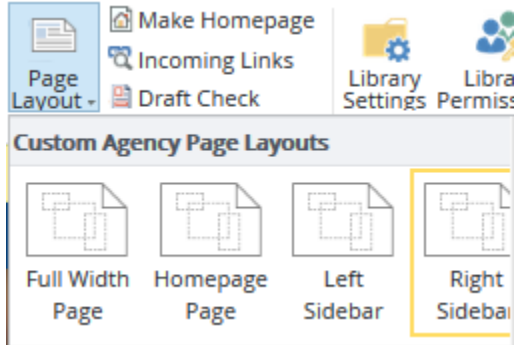 Make Homepage
Incoming Links
Draft Check
Page
Layout
Library
Settings
Custom Agency Page Layouts
Full Width
Page
Homepage
Page
Left
Sidebar
Right